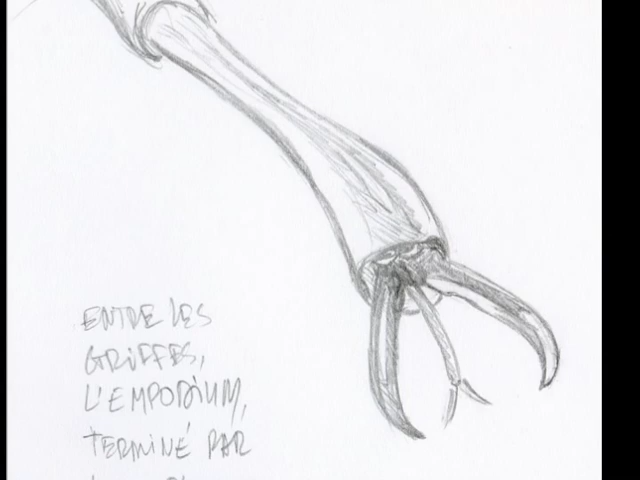 ENTRE LES
GRIFFES,
L'EMPODIUM,
TERMINÉ PAR